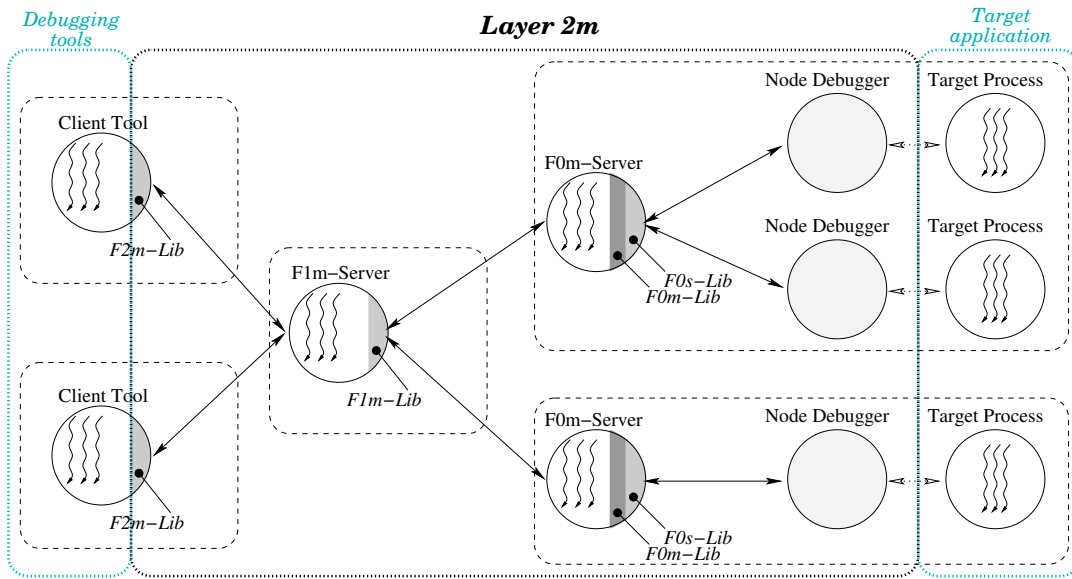 Debugging
tools
Layer 2m
Target
application
Client Tool
F2m−Lib
Client Tool
F2m−Lib
F1m−Server
F1m−Lib
F0m−Server
F0s−Lib
F0m−Lib
Node Debugger
Target Process
Node Debugger
Target Process
F0m−Server
F0s−Lib
F0m−Lib
Node Debugger
Target Process